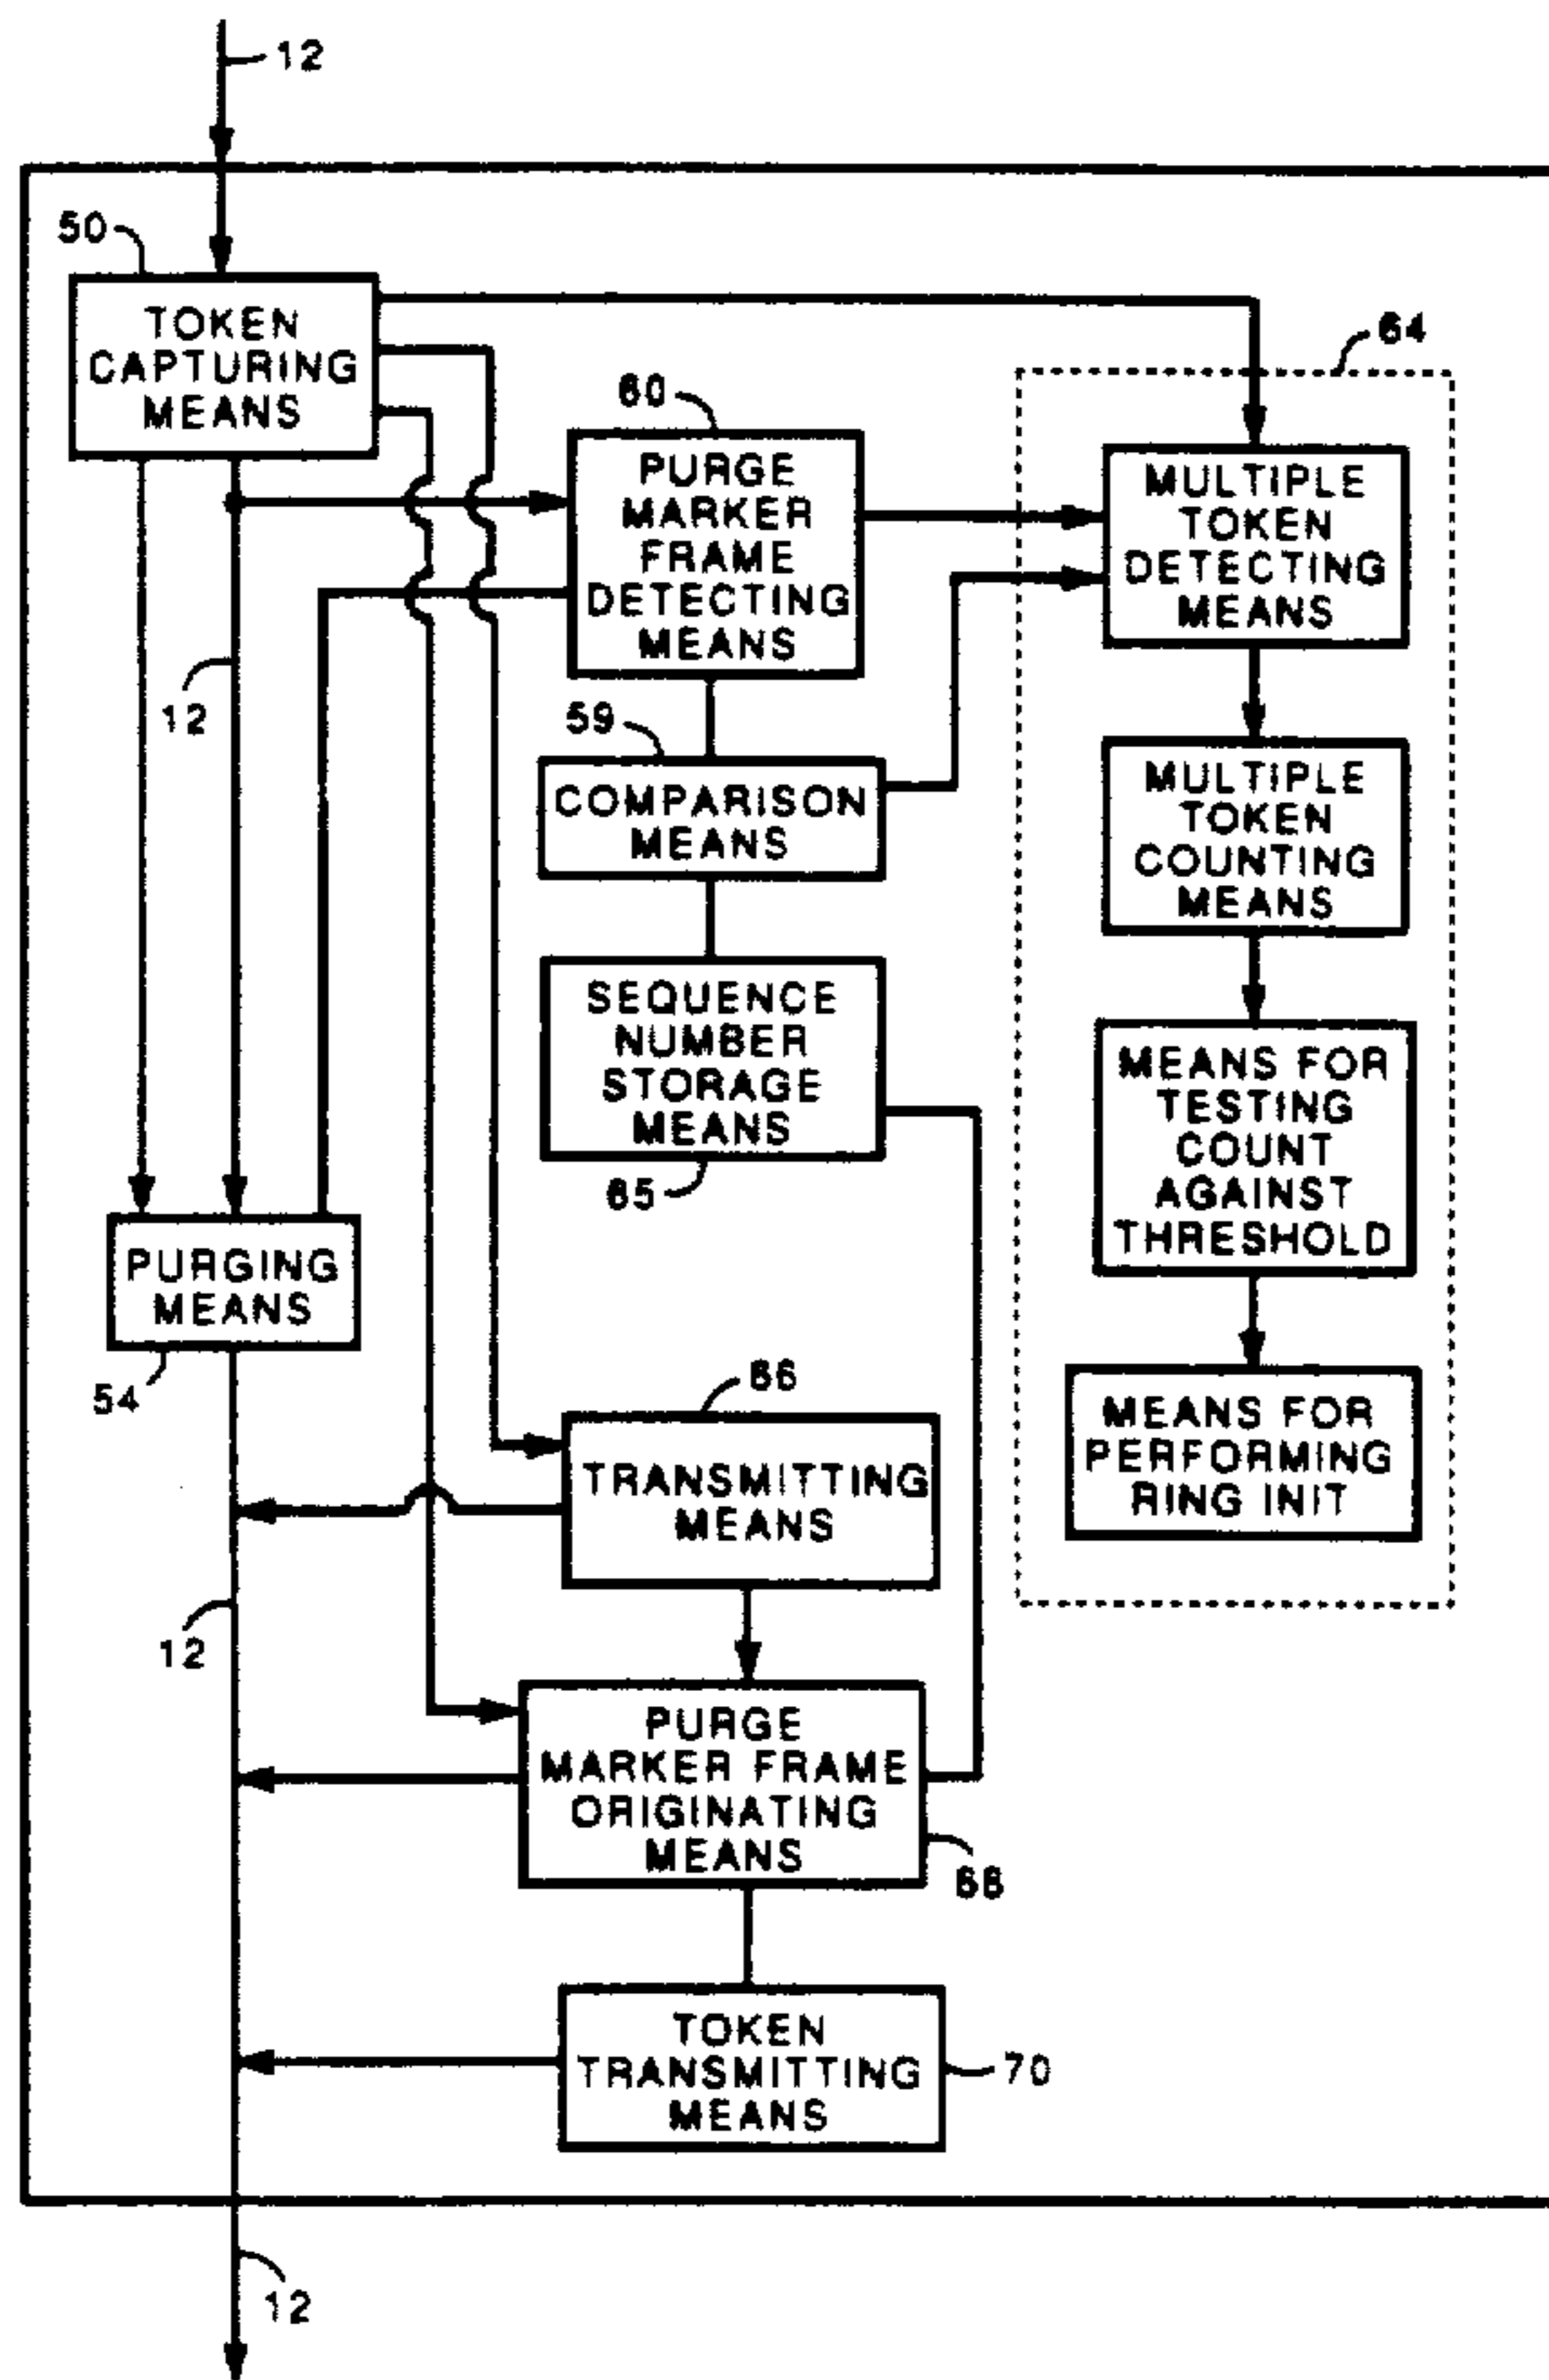 12
50
TOKEN
CAPTURING
MEANS
64
60
PURGE
MARKER
FRAME
DETECTING
MEANS
MULTIPLE
TOKEN
DETECTING
MEANS
12
59
COMPARISON
MEANS
MULTIPLE
TOKEN
COUNTING
MEANS
SEQUENCE
NUMBER
STORAGE
MEANS
65
MEANS FOR
TESTING
COUNT
AGAINST
THRESHOLD
PURGING
MEANS
54
66
TRANSMITTING
MEANS
MEANS FOR
PERFORMING
RING INIT
12
PURGE
MARKER FRAME
ORIGINATING
MEANS
68
TOKEN
TRANSMITTING
MEANS
70
12